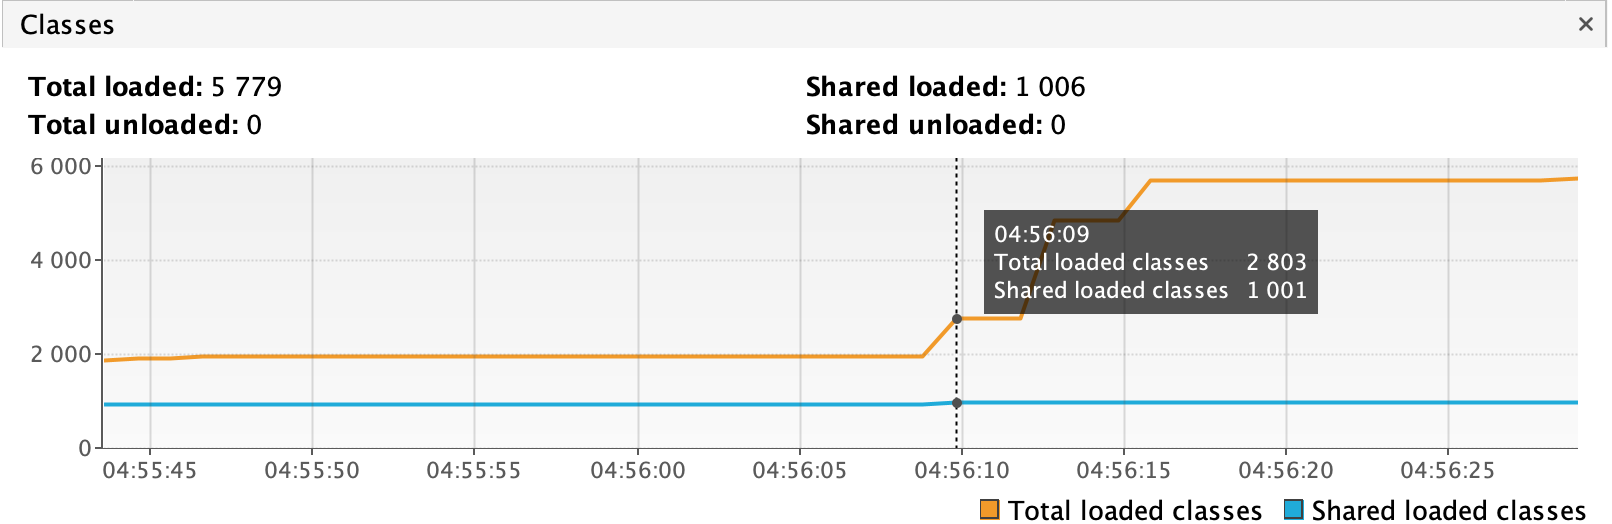 Classes ×
Total loaded: 5 779 Shared loaded: 1 006
Total unloaded: 0 Shared unloaded: 0
6 000
4 000
2 000
0
04:56:09
Total loaded classes 2 803
Shared loaded classes 1 001
04:55:45 04:55:50 04:55:55 04:56:00 04:56:05 04:56:10 04:56:15 04:56:20 04:56:25
Total loaded classes Shared loaded classes